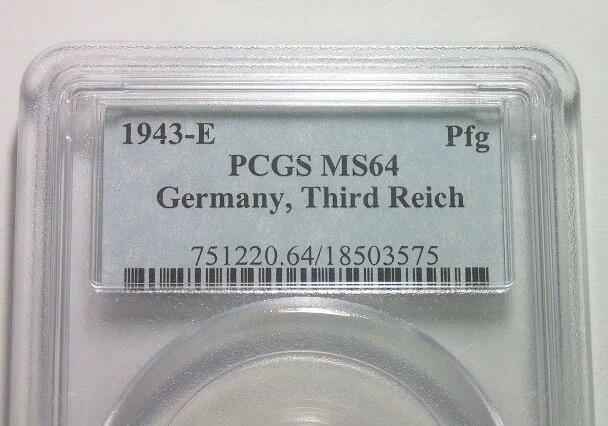 1943-E Pfg
PCGS MS64
Germany, Third Reich
751220.64/18503575